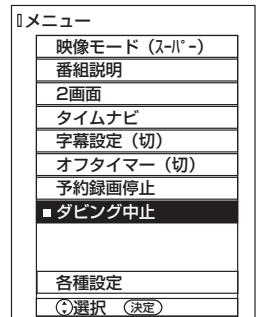 メニュー
映像モード（ｽｰﾊﾟｰ）
番組説明
2画面
タイムナビ
字幕設定（切）
オフタイマー（切）
予約録画停止
ダビング中止
各種設定
選択 決定